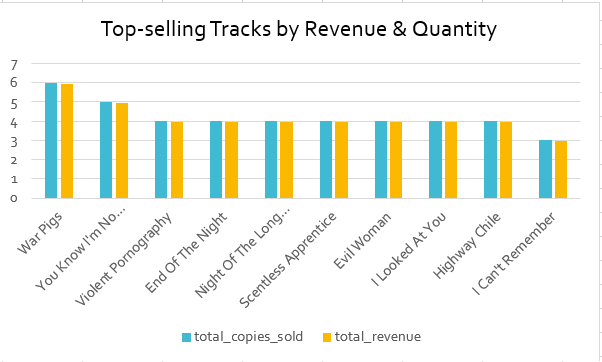 Top-selling Tracks by Revenue & Quantity
7
6
5
4
3
2
1
0
War Pigs
You Know I'm No...
Violent Pornography
End Of The Night
Night Of The Long...
Scentless Apprentice
Evil Woman
I Looked At You
Highway Chile
I Can't Remember
total_copies_sold
total_revenue